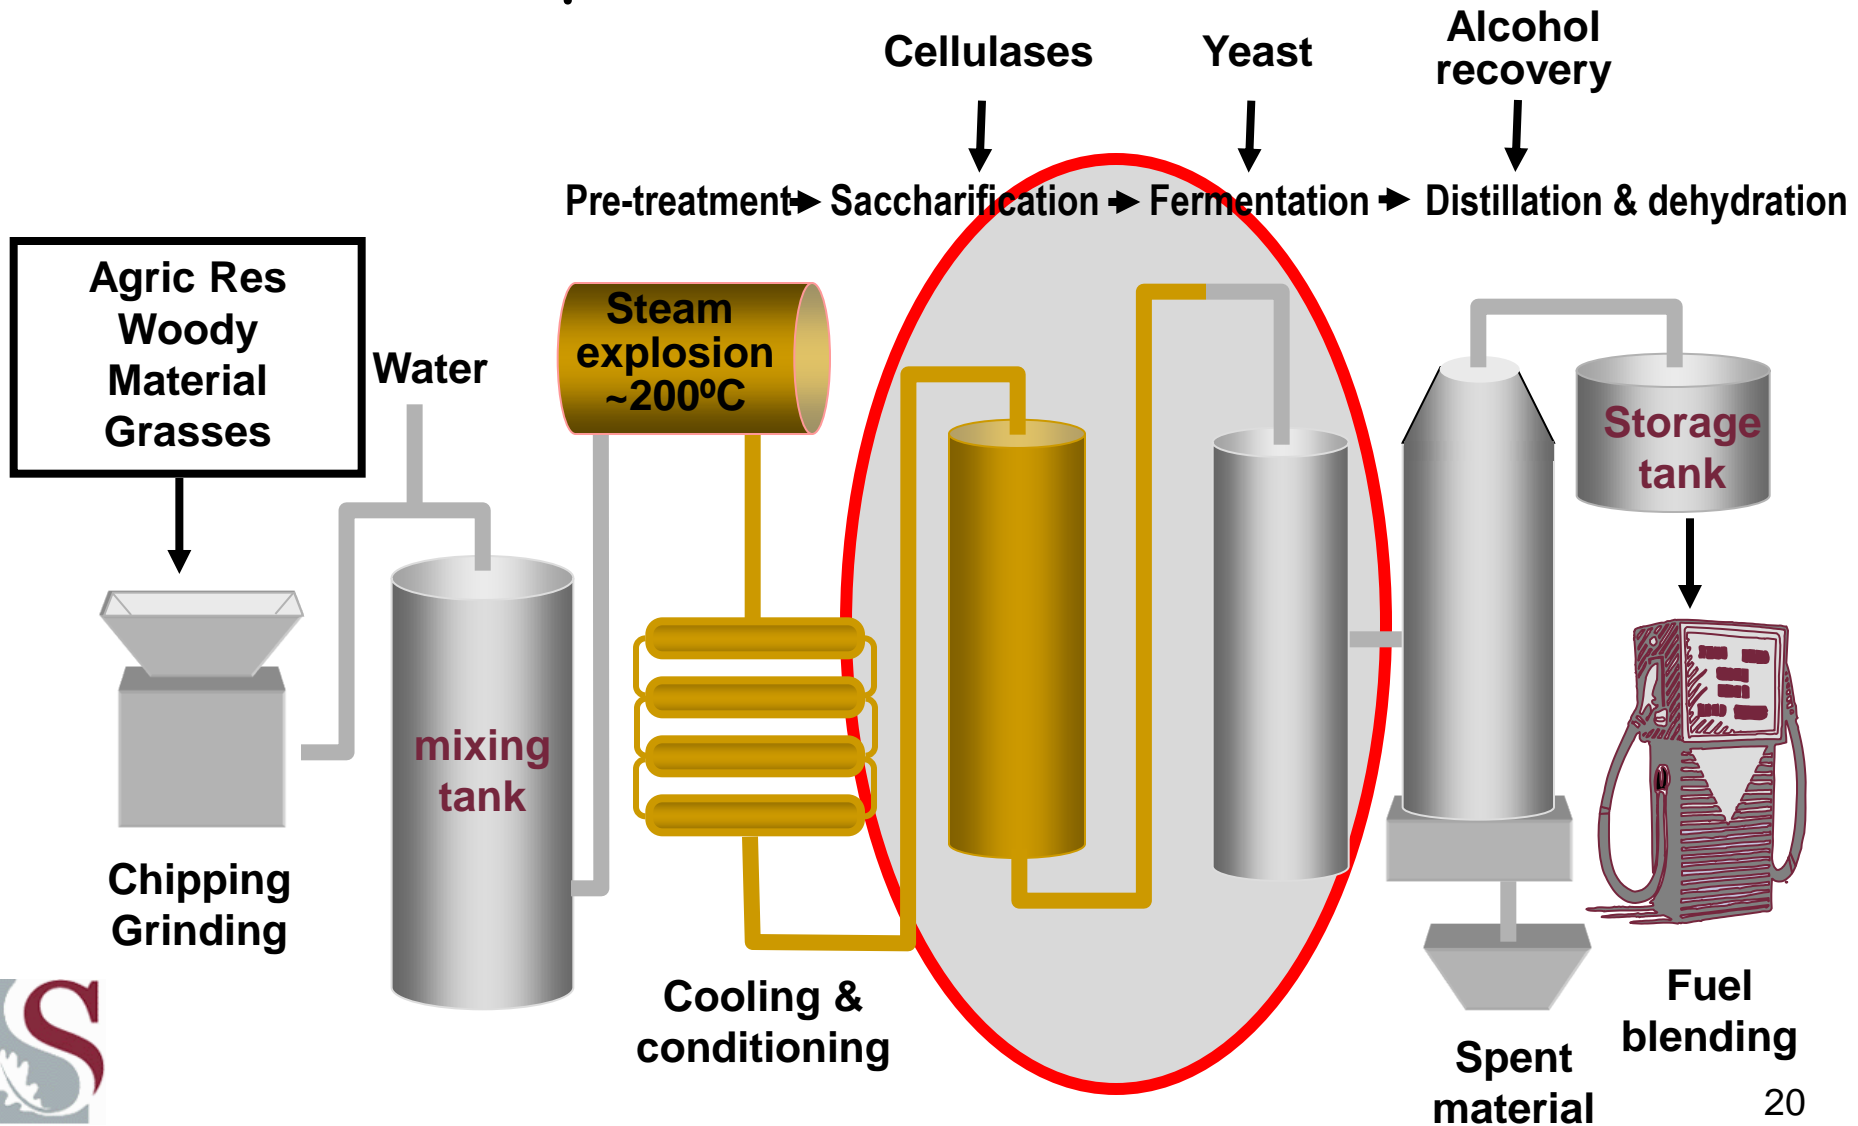 Cellulases
Yeast
Alcohol
recovery
Pre-treatment
Saccharification
Fermentation
Distillation & dehydration
Agric Res
Woody
Material
Grasses
Water
Steam
explosion
~200ºC
Storage
tank
mixing
tank
Chipping
Grinding
Cooling &
conditioning
Fuel
blending
Spent
material
20
S